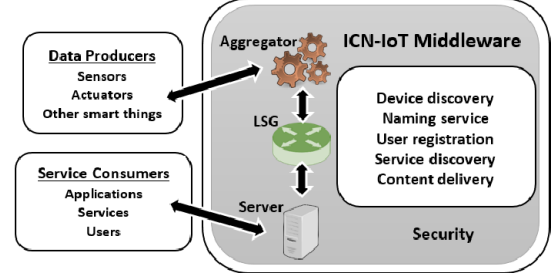 Data Producers
Sensors
Actuators
Other smart things
Service Consumers
Applications
Services
Users
Aggregator
LSG
Server
ICN-IoT Middleware
Device discovery
Naming service
User registration
Service discovery
Content delivery
Security